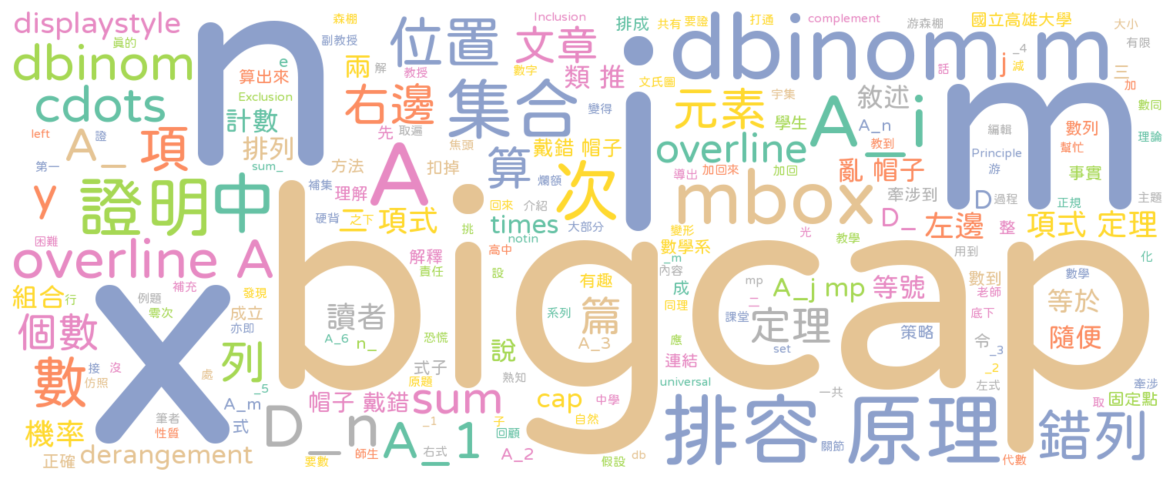 displaystyle 森棚 Inclusion 排成 共有 要證 打通 complement 游森棚 國立高雄大學 大小
眞的 副教授 位置 文章 dbinom m _4 減 有限
dbinom n 算出來 e 兩 解 教授 數字 類 推 文氏圖 話 j 三
cdots Exclusion 右邊 集合 變得 元素 宇集 A_i 敘述 加 數同
left 計數 先 取遍 焦頭 學生 A_n 編輯 數列 理論
A_ 項 排列 證 方法 扣掉 A 算 戴錯 帽子 次 i overline 教到 Principle 幫忙
第一 sum_ 補集 理解 爛額 導出 加回來 加回 亂 帽子 游 事實
y 證明中 硬背 之下 回來 介紹 大部分 mbox 牽涉到 D 過程 正規 主題
二 項式 挑 times notin 變形 光 D_ 左邊 整 項式 定理
困難 overline A 高中 _m 數學系 教學 用到 化
補充 解釋 責任 設 有趣 內容 成 mp A_j mp 等號 數到 老師 數學
組合 行 例題 發現 零次 二 底下 等於
個數 成立 讀者 系列 篇 同理 課堂 定理 策略 令 _3 隨便
亦即 A_6 n_ 恐慌 A_3 應 set
數 接 沒 列 _5 式子 說 連結 左式 _2 牽涉
仿照 處 原題 熟知 universal 一共 取 固定點
x A_m 帽子 戴錯 sum 中學 cap bigcap
機率 筆者 式 D_ n _1 子 自然 排容 原理 錯列
性質 A_1 回顧 關節
正確 derangement 要數 師生 右式 A_2 假設 db 代數